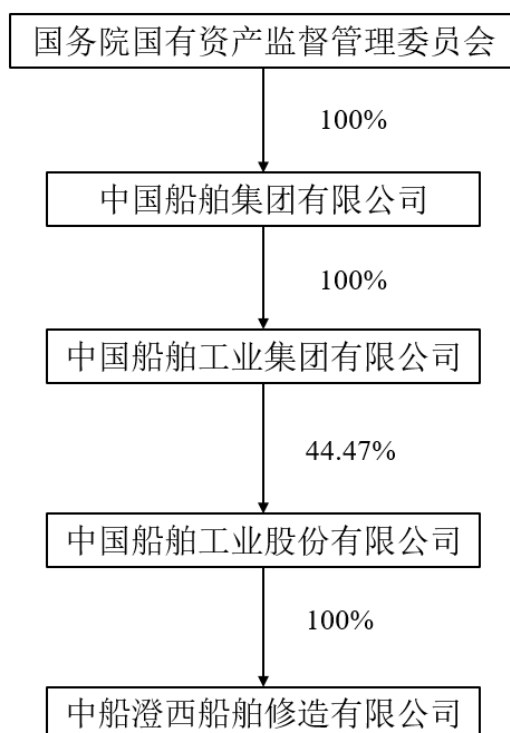 国务院国有资产监督管理委员会
100%
中国船舶集团有限公司
100%
中国船舶工业集团有限公司
44.47%
中国船舶工业股份有限公司
100%
中船澄西船舶修造有限公司